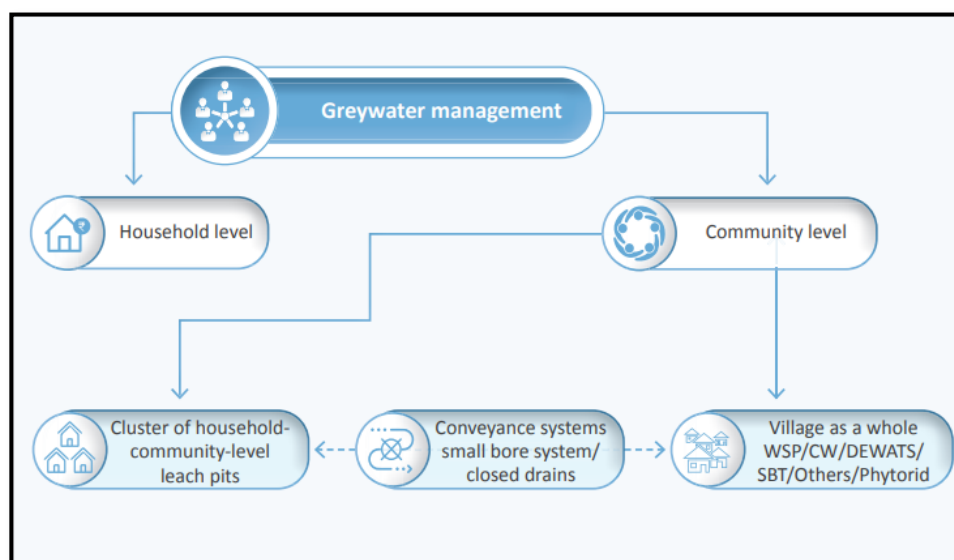 Greywater management
₹
Household level
Community level
Cluster of household-
community-level
leach pits
Conveyance systems
small bore system/
closed drains
Village as a whole
WSP/CW/DEWATS/
SBT/Others/Phytorid